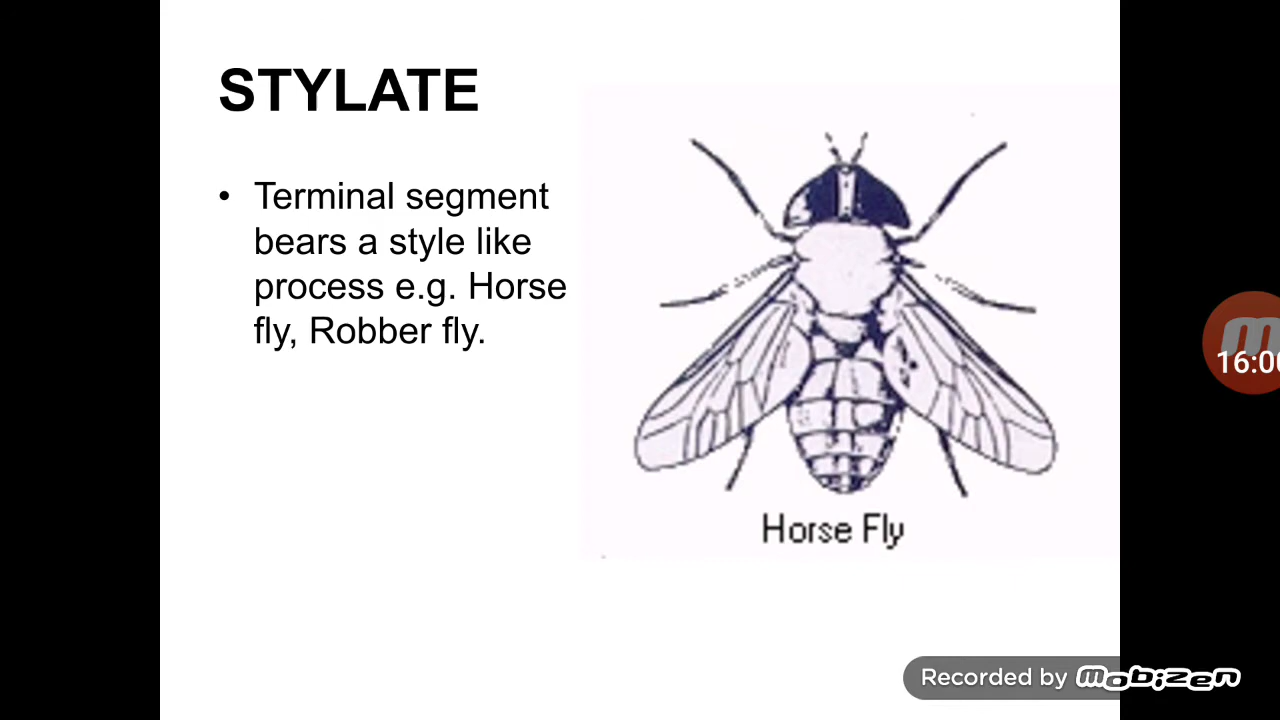 STYLATE
• Terminal segment
bears a style like
process e.g. Horse
fly, Robber fly.
Horse Fly
16:00
Recorded by mobizen